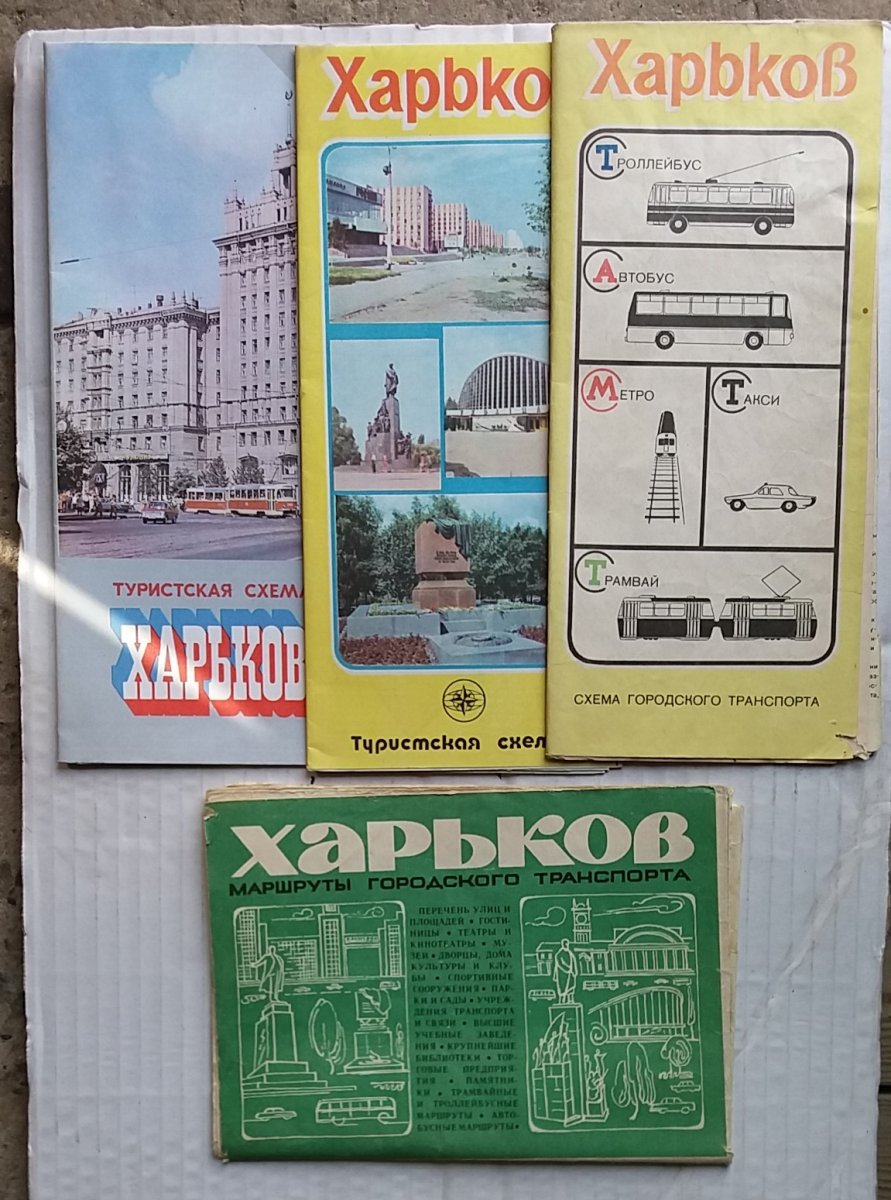 ТУРИСТСКАЯ СХЕМА
ХАРЬКОВ
Харько
Туристская схем
Харьков
ТРОЛЛЕЙБУС
АВТОБУС
МЕТРО
ТАКСИ
ТРАМВАЙ
СХЕМА ГОРОДСКОГО ТРАНСПОРТА
ХАРЬКОВ
МАРШРУТЫ ГОРОДСКОГО ТРАНСПОРТА
ПЕРЕЧЕНЬ УЛИЦ И
ПЛОЩАДЕЙ • ГОСТИ-
НИЦЫ • ТЕАТРЫ И
КИНОТЕАТРЫ • МУ-
ЗЕИ • ДВОРЦЫ, ДОМА
КУЛЬТУРЫ И КЛУ-
БЫ • СПОРТИВНЫЕ
СООРУЖЕНИЯ • ПАР-
КИ И САДЫ • УЧРЕЖ-
ДЕНИЯ ТРАНСПОРТА
И СВЯЗИ • ВЫСШИЕ
УЧЕБНЫЕ ЗАВЕДЕ-
НИЯ • КРУПНЕЙШИЕ
БИБЛИОТЕКИ • ТОР-
ГОВЫЕ ПРЕДПРИЯ-
ТИЯ • ПАМЯТНИ-
КИ • ТРАМВАЙНЫЕ
И ТРОЛЛЕЙБУСНЫЕ
МАРШРУТЫ • АВТО-
БУСНЫЕ МАРШРУТЫ •